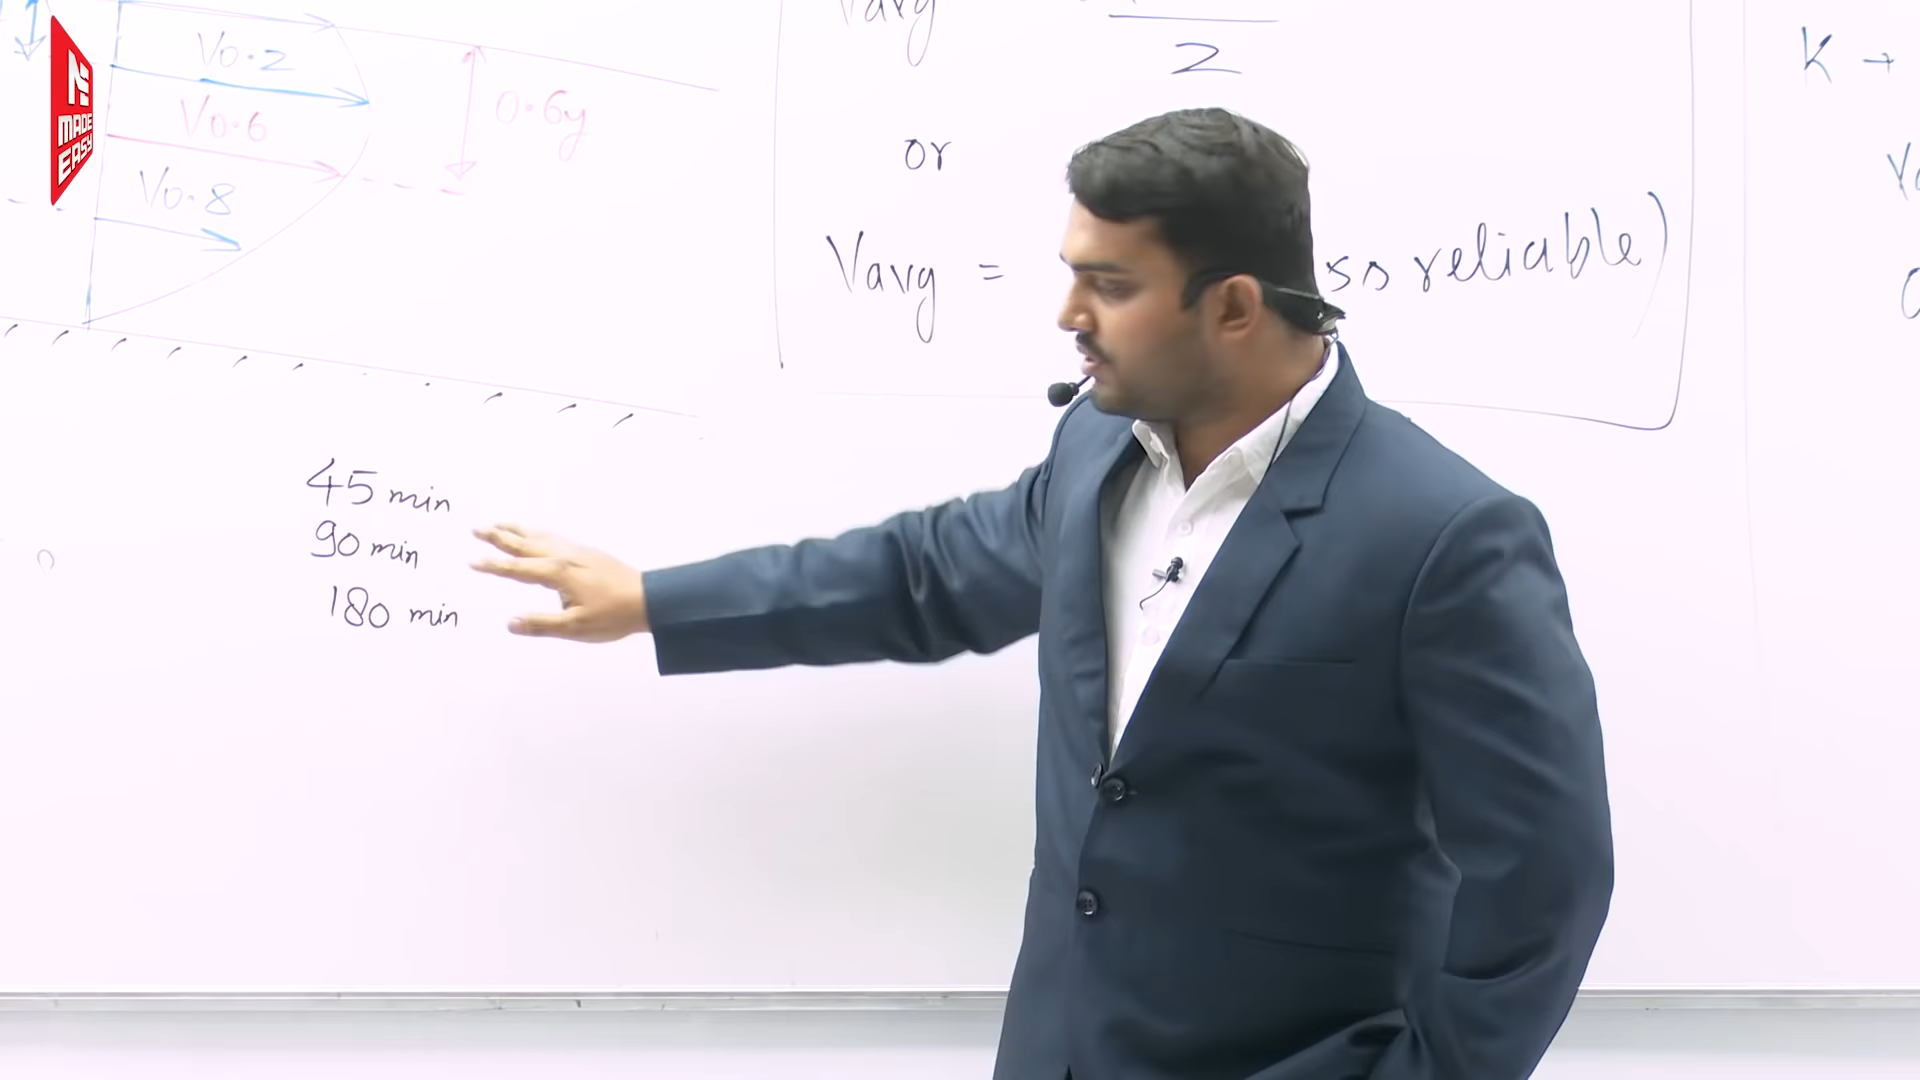 V0.2
V0.6
V0.8
0.6y
MADE
EASY
Vavg
2
or
Vavg =
reliable)
K →
45 min
90 min
180 min